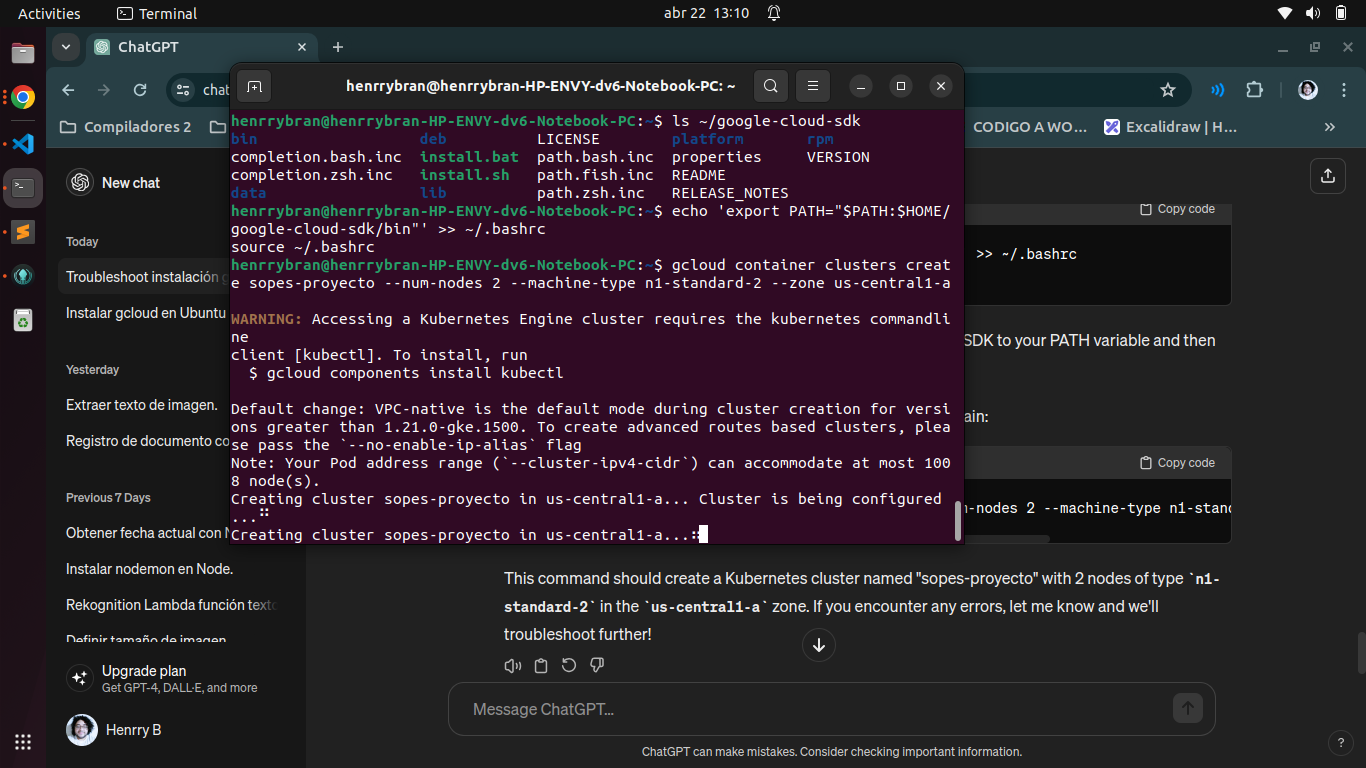 Activities
Terminal
abr 22 13:10
ChatGPT
chat
Compiladores 2
CODIGO A WO...
Excalidraw | H...
New chat
Today
Troubleshoot instalación g
Instalar gcloud en Ubuntu
Yesterday
Extraer texto de imagen.
Registro de documento co
Previous 7 Days
Obtener fecha actual con N
Instalar nodemon en Node.
Rekognition Lambda función texto
Definir tamaño de imagen
Upgrade plan
Get GPT-4, DALL·E, and more
Henrry B
henrrybran@henrrybran-HP-ENVY-dv6-Notebook-PC: ~
henrrybran@henrrybran-HP-ENVY-dv6-Notebook-PC:~$ ls ~/google-cloud-sdk
bin deb LICENSE platform rpm
completion.bash.inc install.bat path.bash.inc properties VERSION
completion.zsh.inc install.sh path.fish.inc README
data lib path.zsh.inc RELEASE_NOTES
henrrybran@henrrybran-HP-ENVY-dv6-Notebook-PC:~$ echo 'export PATH="$PATH:$HOME/
google-cloud-sdk/bin"' >> ~/.bashrc
source ~/.bashrc
henrrybran@henrrybran-HP-ENVY-dv6-Notebook-PC:~$ gcloud container clusters creat
e sopes-proyecto --num-nodes 2 --machine-type n1-standard-2 --zone us-central1-a
WARNING: Accessing a Kubernetes Engine cluster requires the kubernetes commandli
ne
client [kubectl]. To install, run
$ gcloud components install kubectl
Default change: VPC-native is the default mode during cluster creation for versi
ons greater than 1.21.0-gke.1500. To create advanced routes based clusters, plea
se pass the `--no-enable-ip-alias` flag
Note: Your Pod address range (`--cluster-ipv4-cidr`) can accommodate at most 100
8 node(s).
Creating cluster sopes-proyecto in us-central1-a... Cluster is being configured
...
Creating cluster sopes-proyecto in us-central1-a...
Copy code
>> ~/.bashrc
SDK to your PATH variable and then
ain:
Copy code
m-nodes 2 --machine-type n1-stand
This command should create a Kubernetes cluster named "sopes-proyecto" with 2 nodes of type `n1-
standard-2` in the `us-central1-a` zone. If you encounter any errors, let me know and we'll
troubleshoot further!
Message ChatGPT...
ChatGPT can make mistakes. Consider checking important information.
?